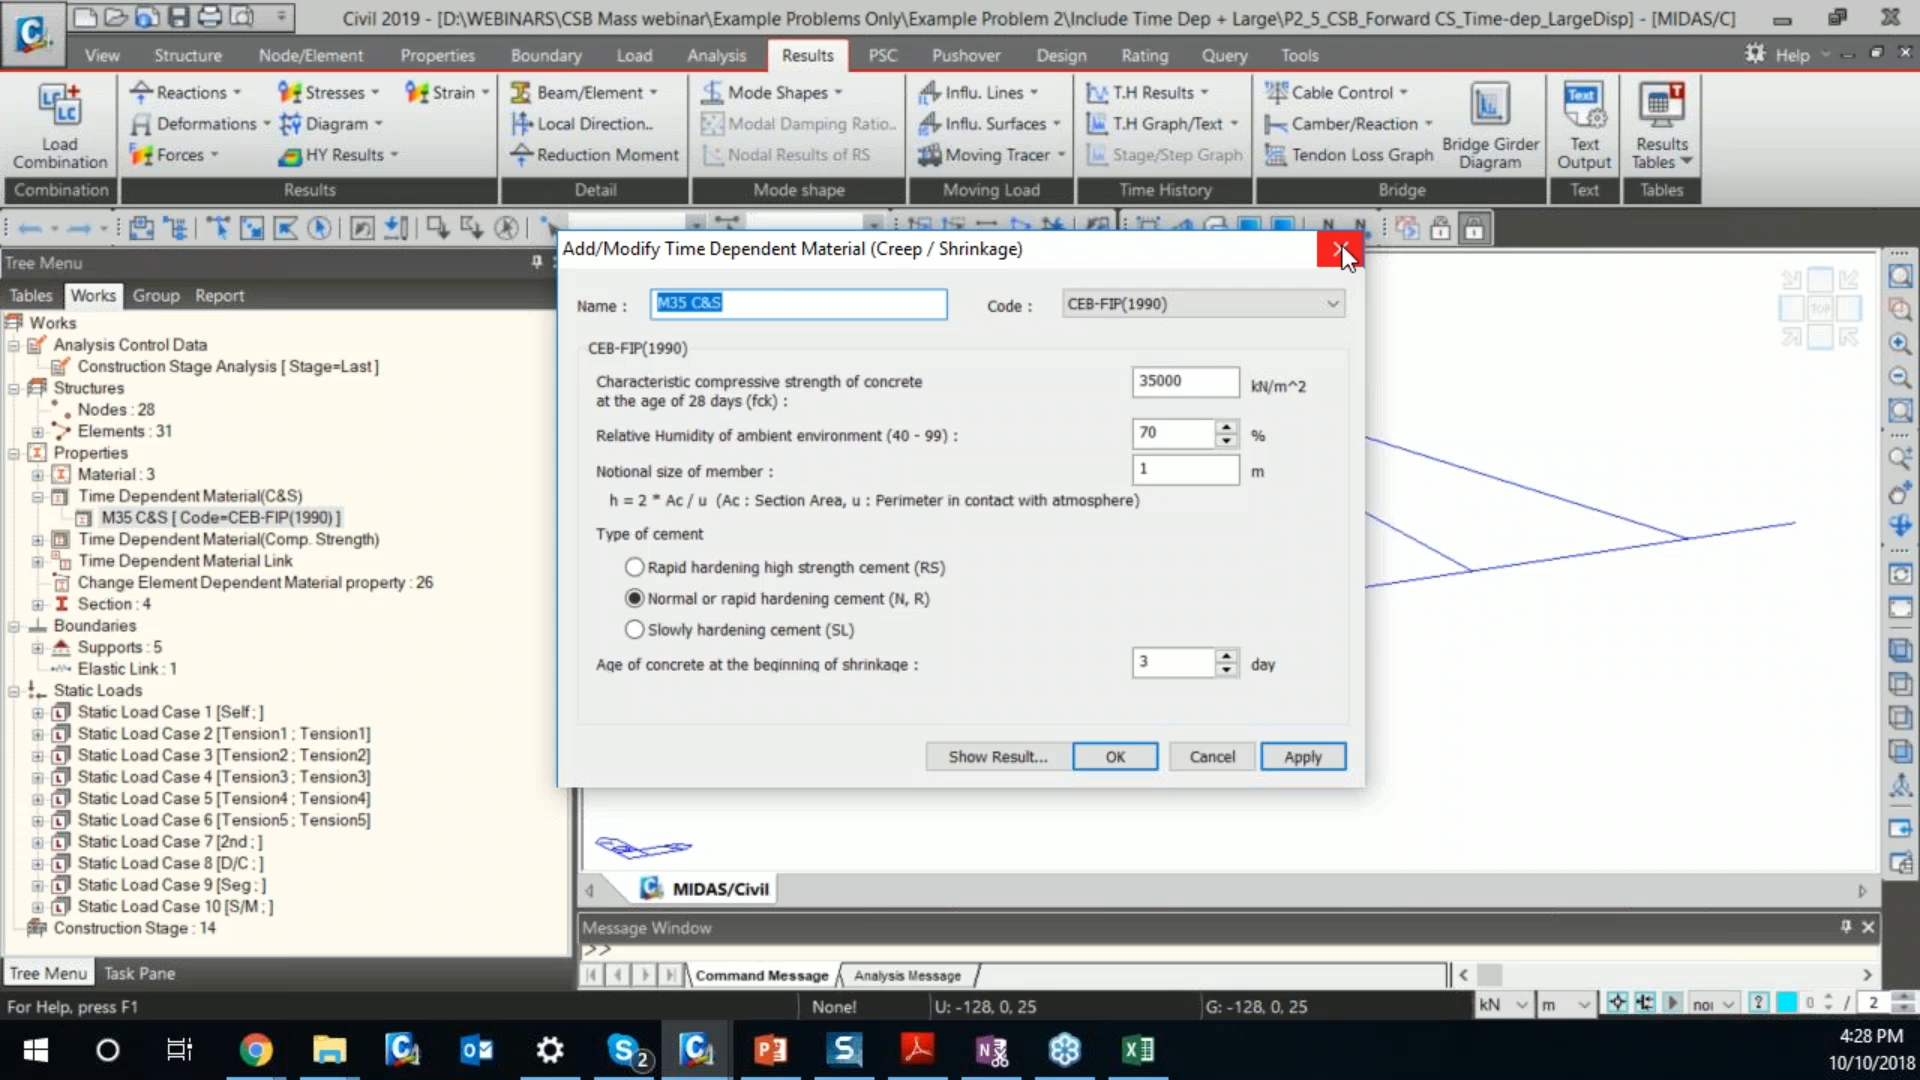 Civil 2019 - [D:\WEBINARS\CSB Mass webinar\Example Problems Only\Example Problem 2\Include Time Dep + Large\P2_5_CSB_Forward CS_Time-dep_LargeDisp] - [MIDAS/C]
View Structure Node/Element Properties Boundary Load Analysis Results PSC Pushover Design Rating Query Tools Help
Reactions Stresses Strain Beam/Element Mode Shapes Influ. Lines T.H Results Cable Control
Deformations Diagram Local Direction.. Modal Damping Ratio.. Influ. Surfaces T.H Graph/Text Camber/Reaction
Forces HY Results Reduction Moment Nodal Results of RS Moving Tracer Stage/Step Graph Tendon Loss Graph
Load Combination
Bridge Girder Diagram
Text Output
Results Tables
Combination Results Detail Mode shape Moving Load Time History Bridge Text Tables
Tree Menu
Tables Works Group Report
Works
Analysis Control Data
Construction Stage Analysis [ Stage=Last ]
Structures
Nodes : 28
Elements : 31
Properties
Material : 3
Time Dependent Material(C&S)
M35 C&S [ Code=CEB-FIP(1990) ]
Time Dependent Material(Comp. Strength)
Time Dependent Material Link
Change Element Dependent Material property : 26
Section : 4
Boundaries
Supports : 5
Elastic Link : 1
Static Loads
Static Load Case 1 [Self ; ]
Static Load Case 2 [Tension1 ; Tension1]
Static Load Case 3 [Tension2 ; Tension2]
Static Load Case 4 [Tension3 ; Tension3]
Static Load Case 5 [Tension4 ; Tension4]
Static Load Case 6 [Tension5 ; Tension5]
Static Load Case 7 [2nd ; ]
Static Load Case 8 [D/C ; ]
Static Load Case 9 [Seg ; ]
Static Load Case 10 [S/M ; ]
Construction Stage : 14
Tree Menu Task Pane
Add/Modify Time Dependent Material (Creep / Shrinkage)
Name : M35 C&S Code : CEB-FIP(1990)
CEB-FIP(1990)
Characteristic compressive strength of concrete
at the age of 28 days (fck) : 35000 kN/m^2
Relative Humidity of ambient environment (40 - 99) : 70 %
Notional size of member : 1 m
h = 2 * Ac / u (Ac : Section Area, u : Perimeter in contact with atmosphere)
Type of cement
Rapid hardening high strength cement (RS)
Normal or rapid hardening cement (N, R)
Slowly hardening cement (SL)
Age of concrete at the beginning of shrinkage : 3 day
Show Result... OK Cancel Apply
TOP
MIDAS/Civil
Message Window
>>
Command Message Analysis Message
For Help, press F1 None! U: -128, 0, 25 G: -128, 0, 25 kN m nor ? 0 / 2
4:28 PM
10/10/2018